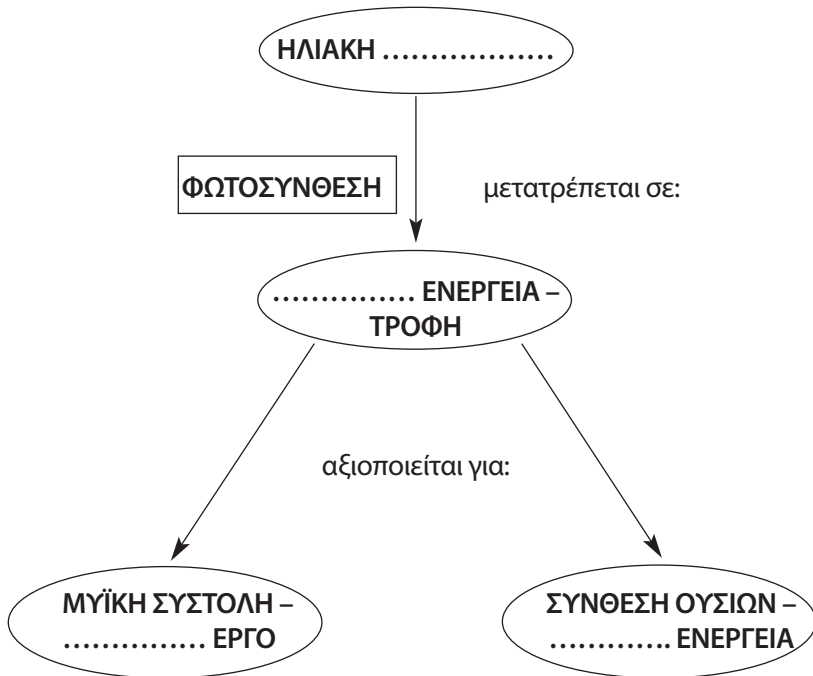 ΗΛΙΑΚΗ ..................
ΦΩΤΟΣΥΝΘΕΣΗ
μετατρέπεται σε:
............... ΕΝΕΡΓΕΙΑ –
ΤΡΟΦΗ
αξιοποιείται για:
ΜΥΪΚΗ ΣΥΣΤΟΛΗ –
............... ΕΡΓΟ
ΣΥΝΘΕΣΗ ΟΥΣΙΩΝ –
............. ΕΝΕΡΓΕΙΑ